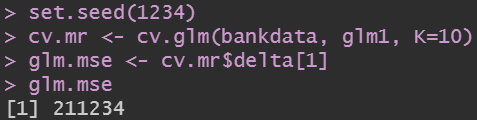 > set.seed(1234)
> cv.mr <- cv.glm(bankdata, glm1, K=10)
> glm.mse <- cv.mr$delta[1]
> glm.mse
[1] 211234